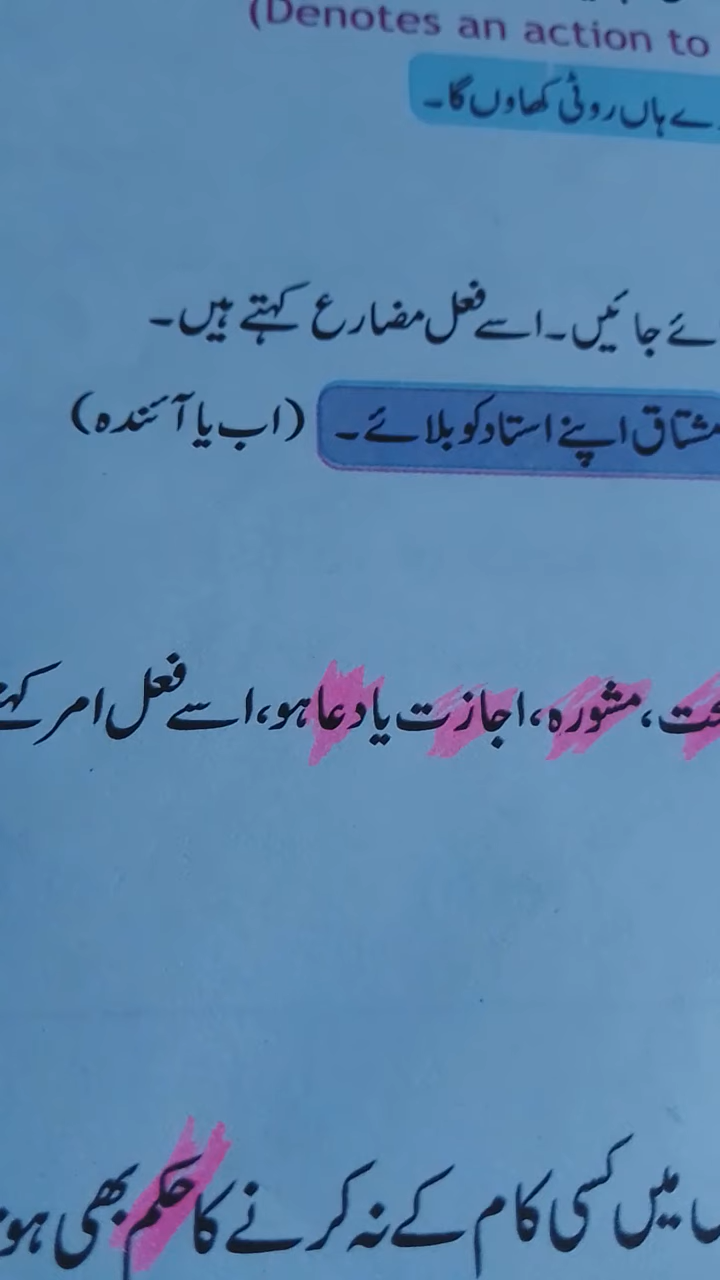 (Denotes an action to
ے ہاں روٹی کھاوں گا۔
ئے جائیں۔ اسے فعل مضارع کہتے ہیں۔
مشتاق اپنے استاد کو بلائے۔ (اب یا آئندہ)
مشورہ، اجازت یا دعا ہو، اسے فعل امر
میں کسی کام کے نہ کرنے کا حکم بھی ہو